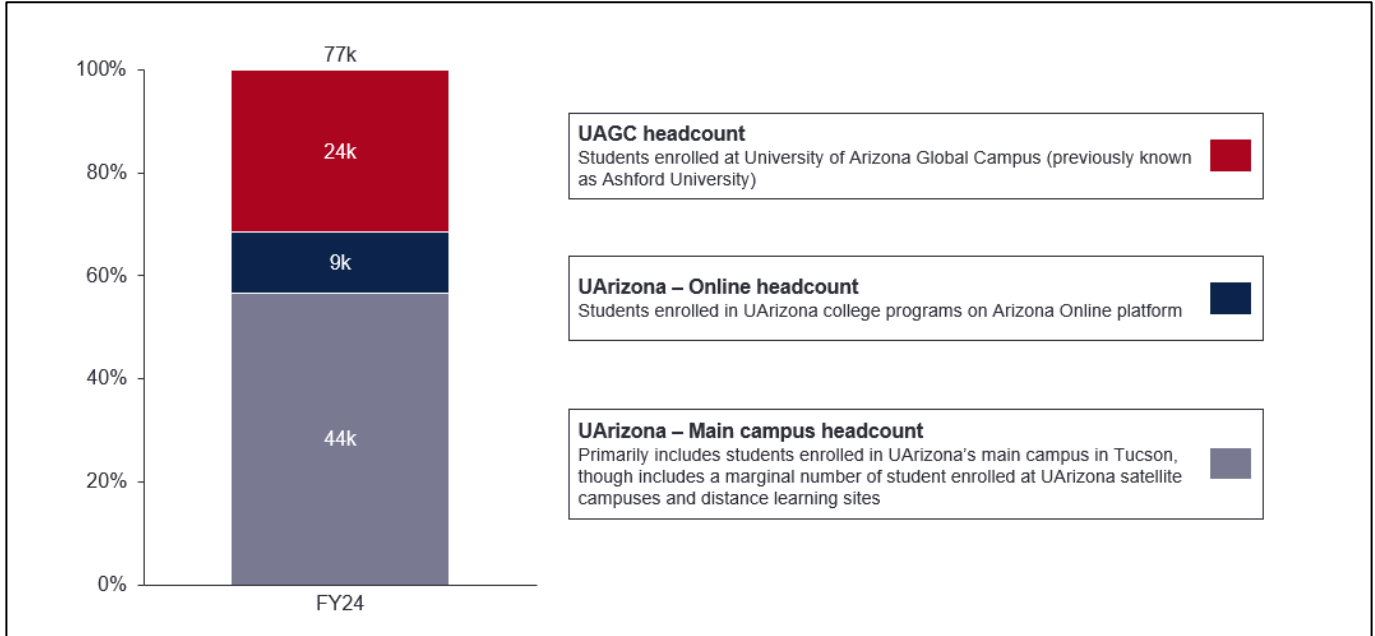 77k
100%
24k
80%
9k
60%
40%
44k
20%
0%
FY24
UAGC headcount
Students enrolled at University of Arizona Global Campus (previously known
as Ashford University)
UArizona – Online headcount
Students enrolled in UArizona college programs on Arizona Online platform
UArizona – Main campus headcount
Primarily includes students enrolled in UArizona’s main campus in Tucson,
though includes a marginal number of student enrolled at UArizona satellite
campuses and distance learning sites